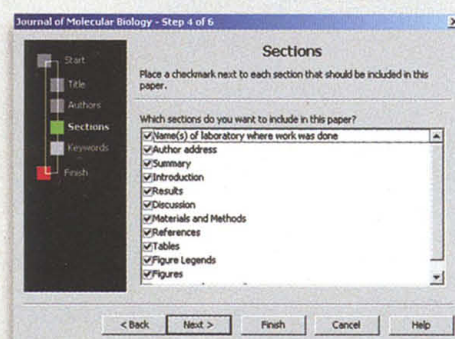 Journal of Molecular Biology - Step 4 of 6
Start
Title
Authors
Sections
Keywords
Finish
Sections
Place a checkmark next to each section that should be included in this
paper.
Which sections do you want to include in this paper?
Name(s) of laboratory where work was done
Author address
Summary
Introduction
Results
Discussion
Materials and Methods
References
Tables
Figure Legends
Figures
< Back
Next >
Finish
Cancel
Help